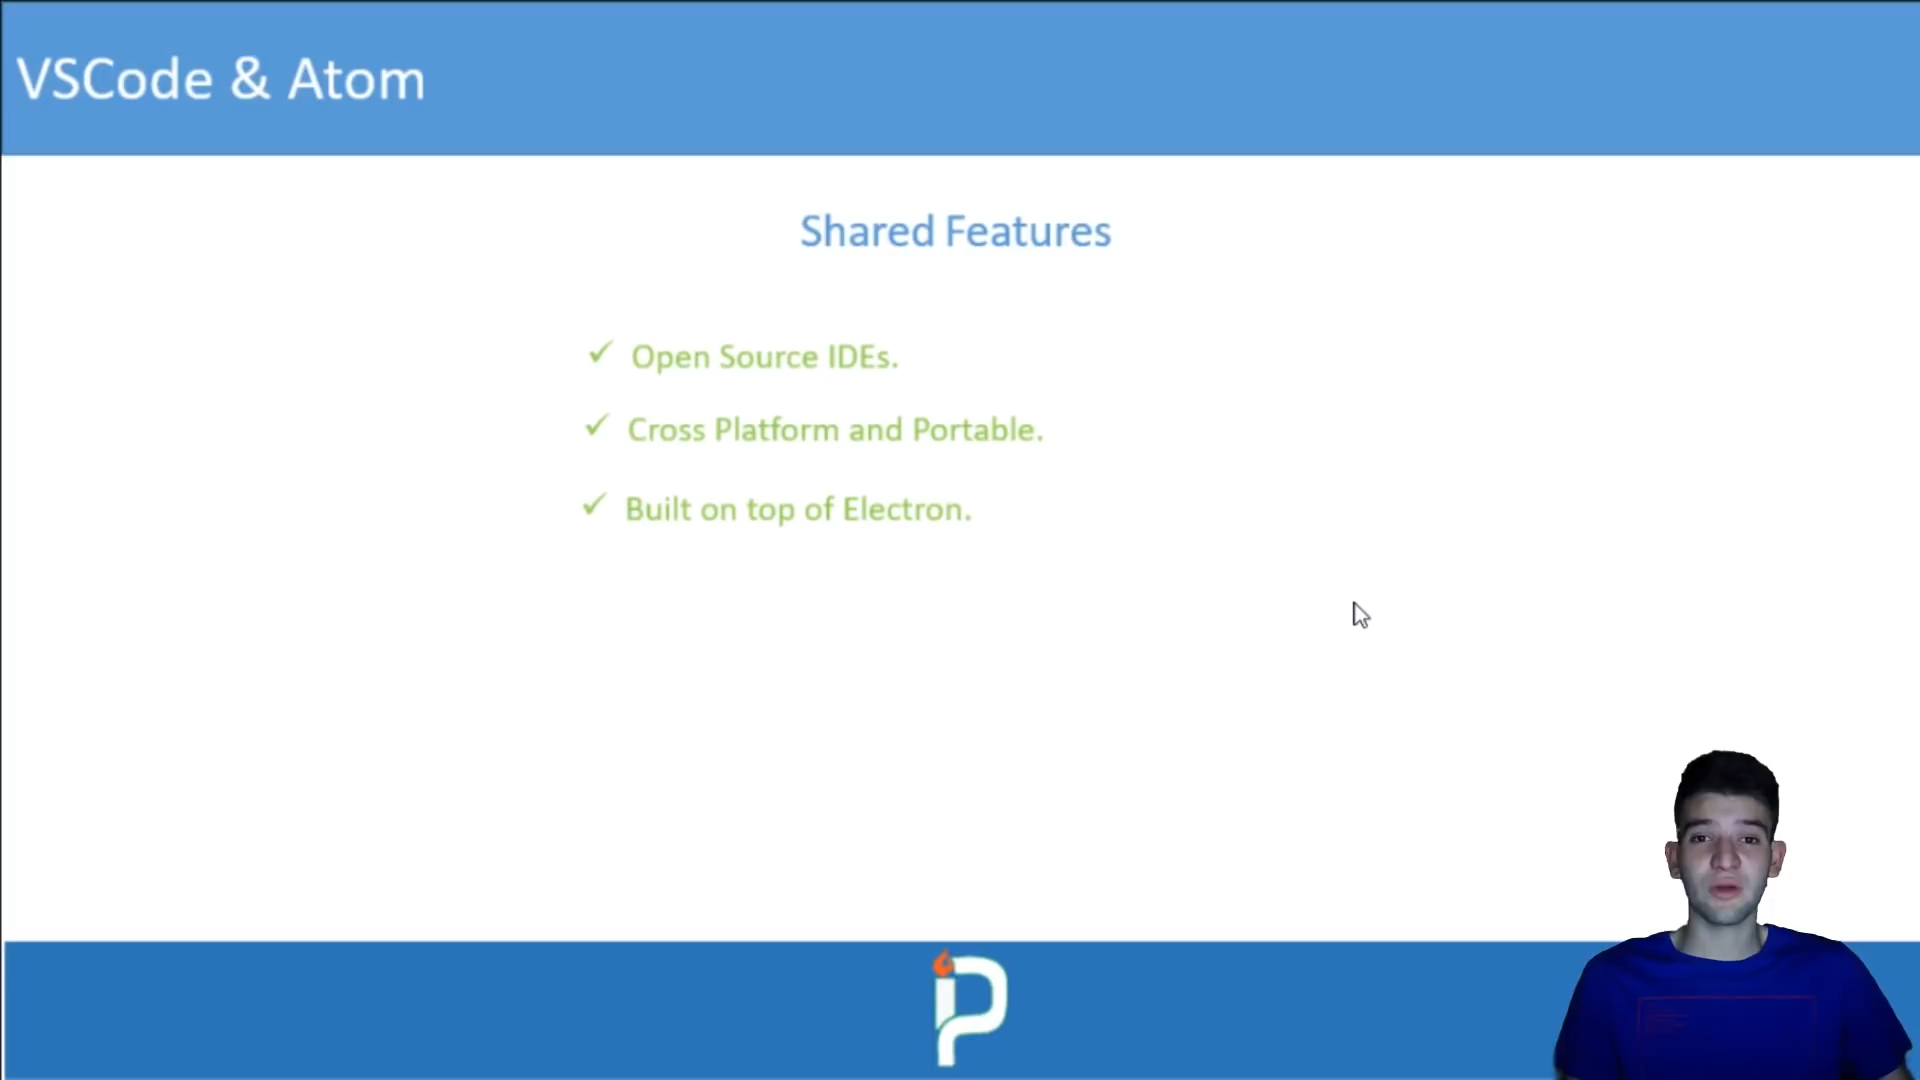 VSCode & Atom
Shared Features
✓ Open Source IDEs.
✓ Cross Platform and Portable.
✓ Built on top of Electron.